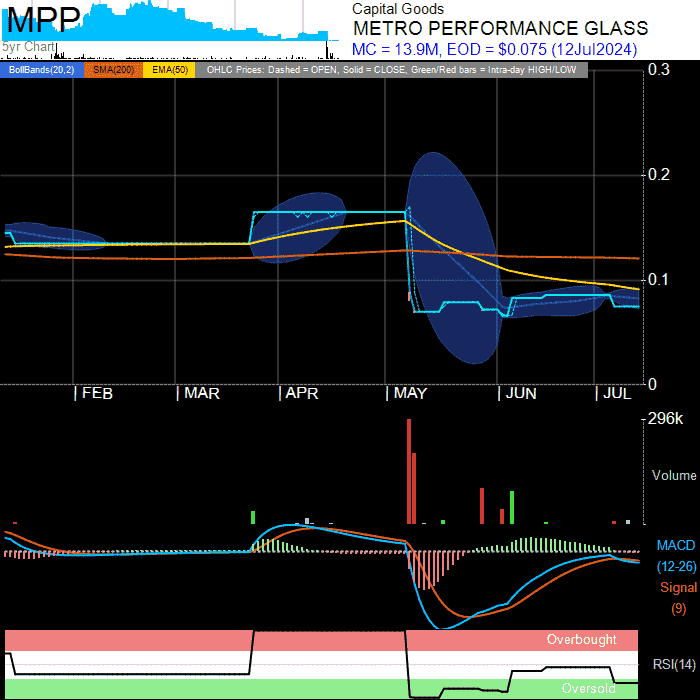 MPP
5yr Chart
Capital Goods
METRO PERFORMANCE GLASS
MC = 13.9M, EOD = $0.075 (12Jul2024)
BollBands(20,2) SMA(200) EMA(50) OHLC Prices: Dashed = OPEN, Solid = CLOSE, Green/Red bars = Intra-day HIGH/LOW
0.3
0.2
0.1
0
| FEB | MAR | APR | MAY | JUN | JUL
296k
Volume
MACD
(12-26)
Signal
(9)
Overbought
RSI(14)
Oversold